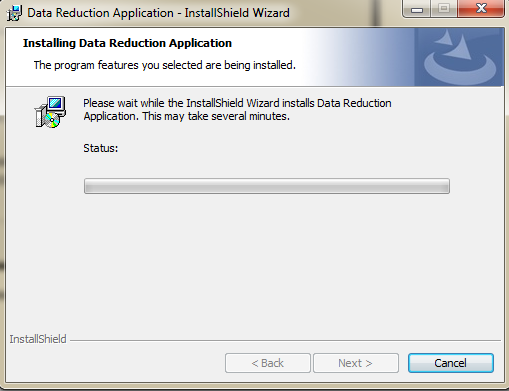 Data Reduction Application - InstallShield Wizard
Installing Data Reduction Application
The program features you selected are being installed.
Please wait while the InstallShield Wizard installs Data Reduction
Application. This may take several minutes.
Status:
InstallShield
< Back
Next >
Cancel